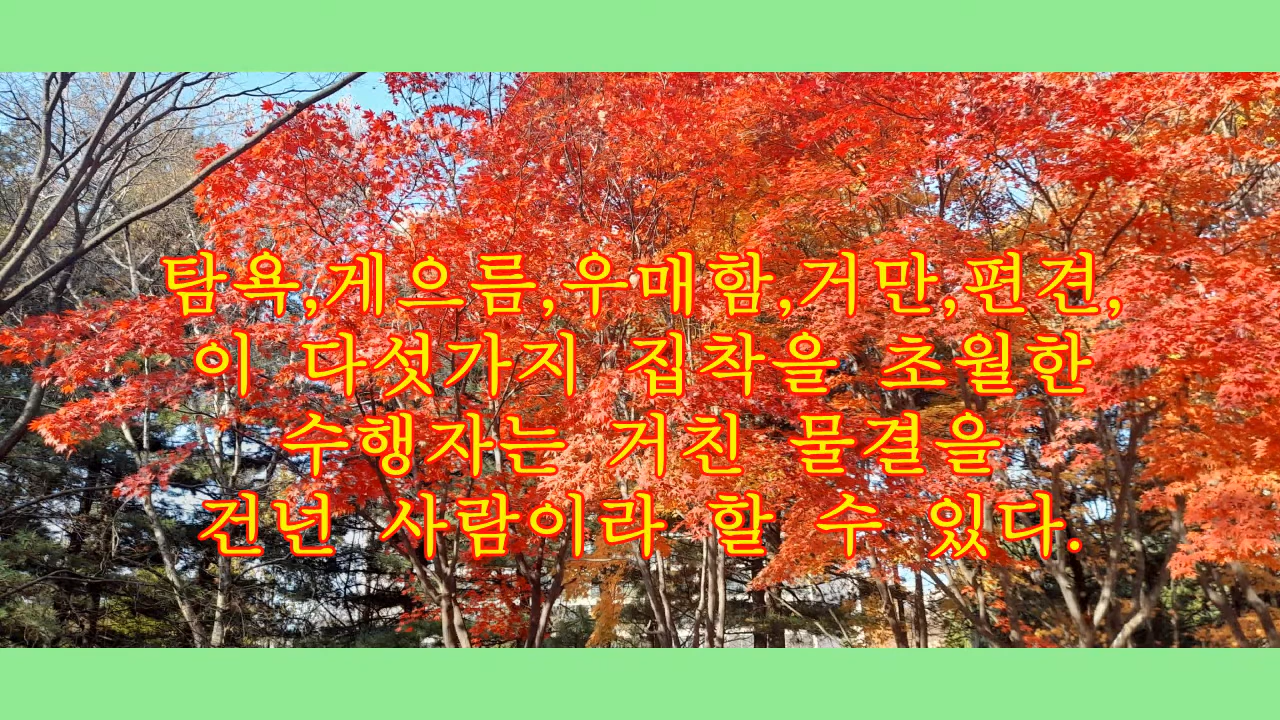 탐욕,게으름,우매함,거만,편견,
이 다섯가지 집착을 초월한
수행자는 거친 물결을
건넌 사람이라 할 수 있다.